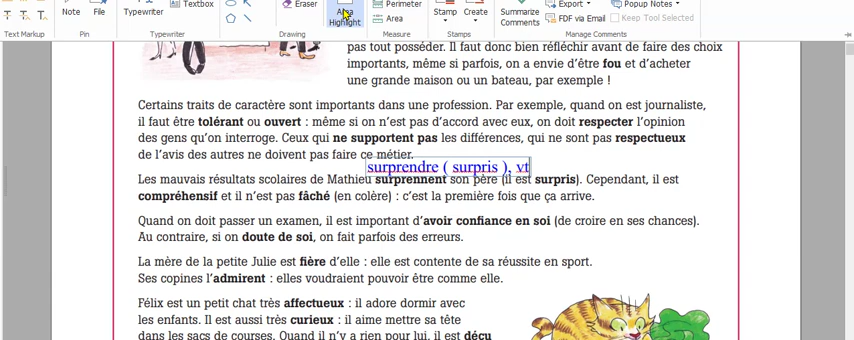 Note
File
Typewriter
Textbox
Eraser
Area
Highlight
Perimeter
Area
Stamp
Create
Summarize
Comments
Export
FDF via Email
Popup Notes
Keep Tool Selected
Text Markup
Pin
Typewriter
Drawing
Measure
Stamps
Manage Comments
pas tout posséder. Il faut donc bien réfléchir avant de faire des choix
importants, même si parfois, on a envie d'être fou et d'acheter
une grande maison ou un bateau, par exemple !
Certains traits de caractère sont importants dans une profession. Par exemple, quand on est journaliste,
il faut être tolérant ou ouvert : même si on n'est pas d'accord avec eux, on doit respecter l'opinion
des gens qu'on interroge. Ceux qui ne supportent pas les différences, qui ne sont pas respectueux
de l'avis des autres ne doivent pas faire ce métier.
surprendre ( surpris ), vt
Les mauvais résultats scolaires de Mathieu surprennent son père (il est surpris). Cependant, il est
compréhensif et il n'est pas fâché (en colère) : c'est la première fois que ça arrive.
Quand on doit passer un examen, il est important d'avoir confiance en soi (de croire en ses chances).
Au contraire, si on doute de soi, on fait parfois des erreurs.
La mère de la petite Julie est fière d'elle : elle est contente de sa réussite en sport.
Ses copines l'admirent : elles voudraient pouvoir être comme elle.
Félix est un petit chat très affectueux : il adore dormir avec
les enfants. Il est aussi très curieux : il aime mettre sa tête
dans les sacs de courses. Quand il n'y a rien pour lui, il est déçu